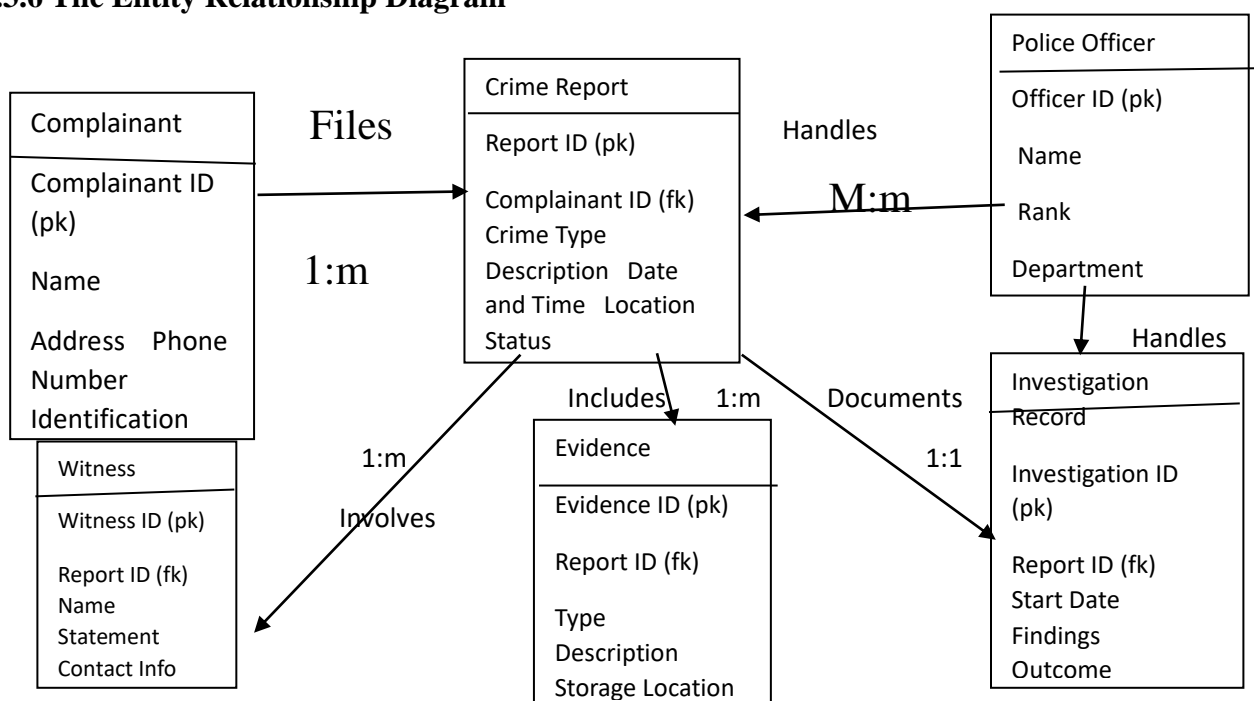 .3.6 The Entity Relationship Diagram
Complainant
Complainant ID
(pk)
Name
Address Phone
Number
Identification
Files
1:m
Crime Report
Report ID (pk)
Complainant ID (fk)
Crime Type
Description Date
and Time Location
Status
Handles
M:m
Police Officer
Officer ID (pk)
Name
Rank
Department
Handles
Witness
Witness ID (pk)
Report ID (fk)
Name
Statement
Contact Info
1:m
Involves
Includes 1:m
Evidence
Evidence ID (pk)
Report ID (fk)
Type
Description
Storage Location
Documents
1:1
Investigation
Record
Investigation ID
(pk)
Report ID (fk)
Start Date
Findings
Outcome